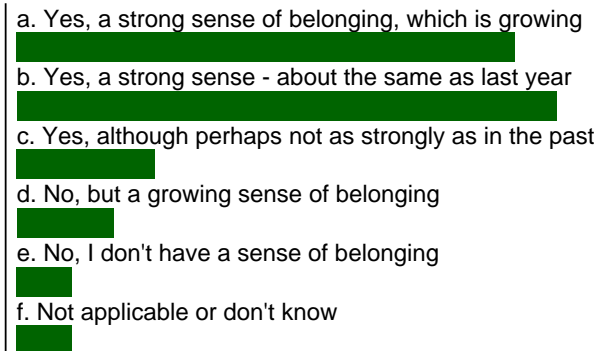 a. Yes, a strong sense of belonging, which is growing
b. Yes, a strong sense - about the same as last year
c. Yes, although perhaps not as strongly as in the past
d. No, but a growing sense of belonging
e. No, I don't have a sense of belonging
f. Not applicable or don't know